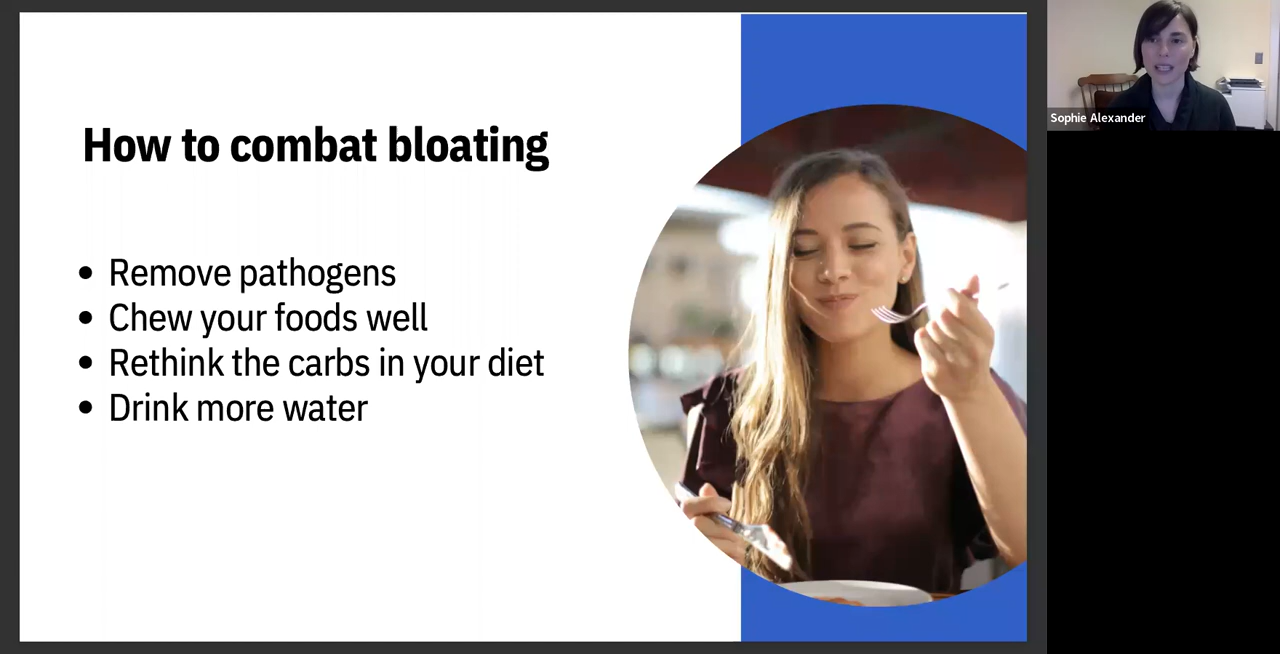 How to combat bloating
• Remove pathogens
• Chew your foods well
• Rethink the carbs in your diet
• Drink more water
Sophie Alexander